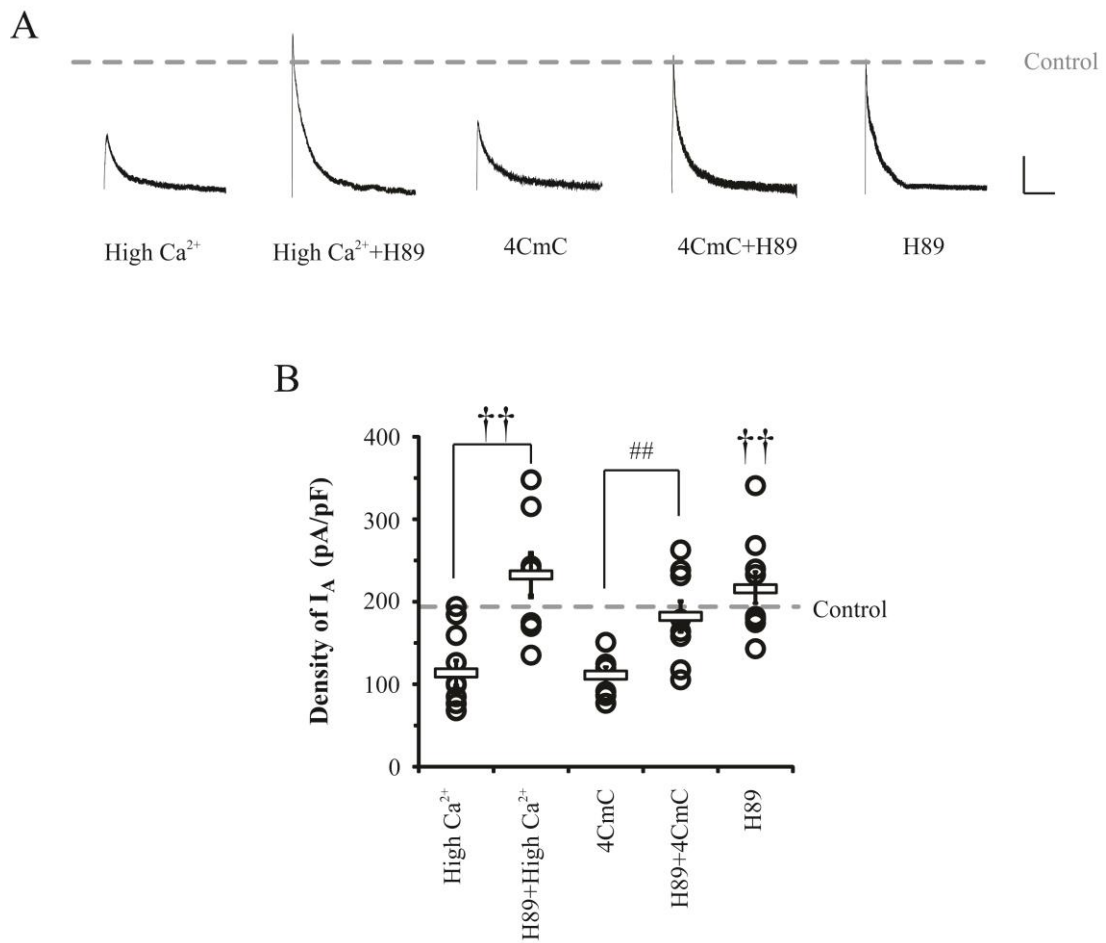 A
Control
High Ca²⁺
High Ca²⁺+H89
4CmC
4CmC+H89
H89
B
††
##
††
400
300
200
100
0
Density of I_A (pA/pF)
Control
High Ca²⁺
H89+High Ca²⁺
4CmC
H89+4CmC
H89